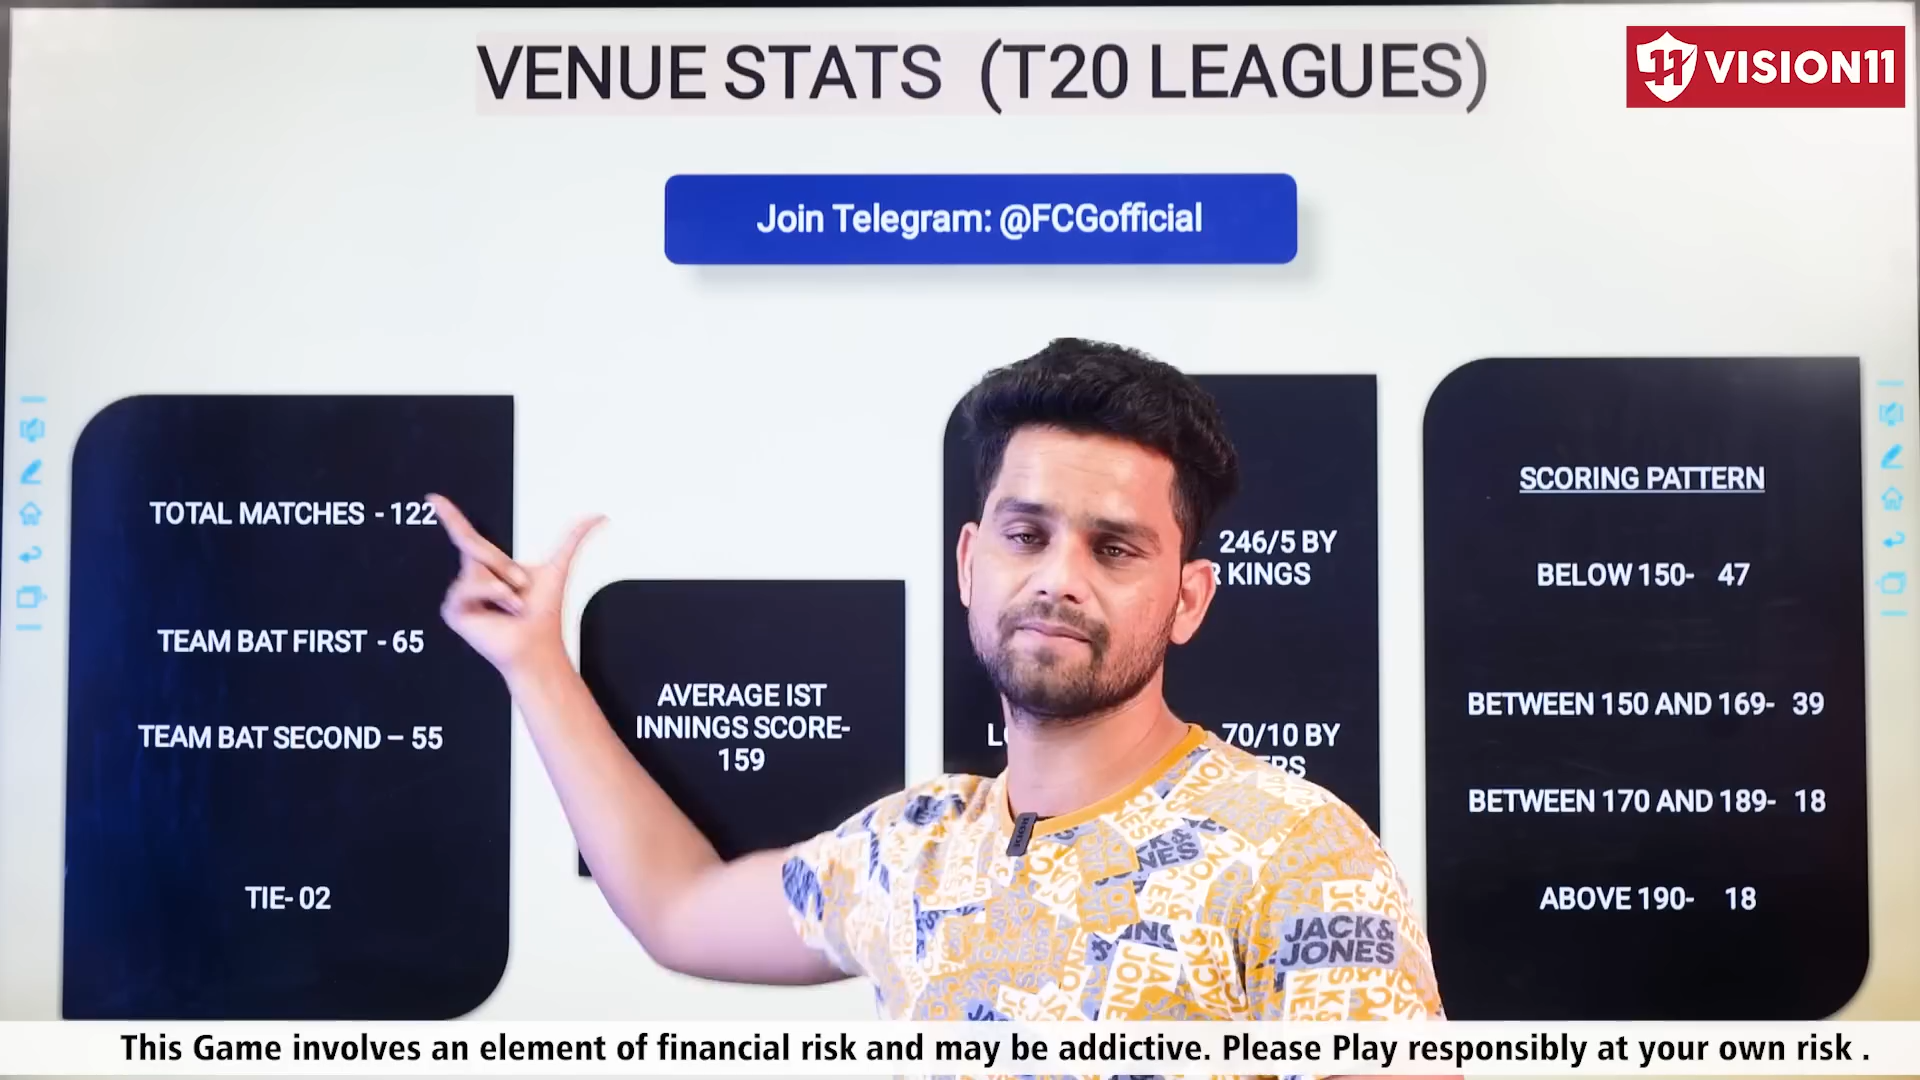 VENUE STATS (T20 LEAGUES)
VISION11
Join Telegram: @FCGofficial
TOTAL MATCHES - 122
TEAM BAT FIRST - 65
TEAM BAT SECOND – 55
TIE- 02
AVERAGE IST
INNINGS SCORE-
159
246/5 BY
KINGS
70/10 BY
SCORING PATTERN
BELOW 150- 47
BETWEEN 150 AND 169- 39
BETWEEN 170 AND 189- 18
ABOVE 190- 18
JACK&
JONES
This Game involves an element of financial risk and may be addictive. Please Play responsibly at your own risk .